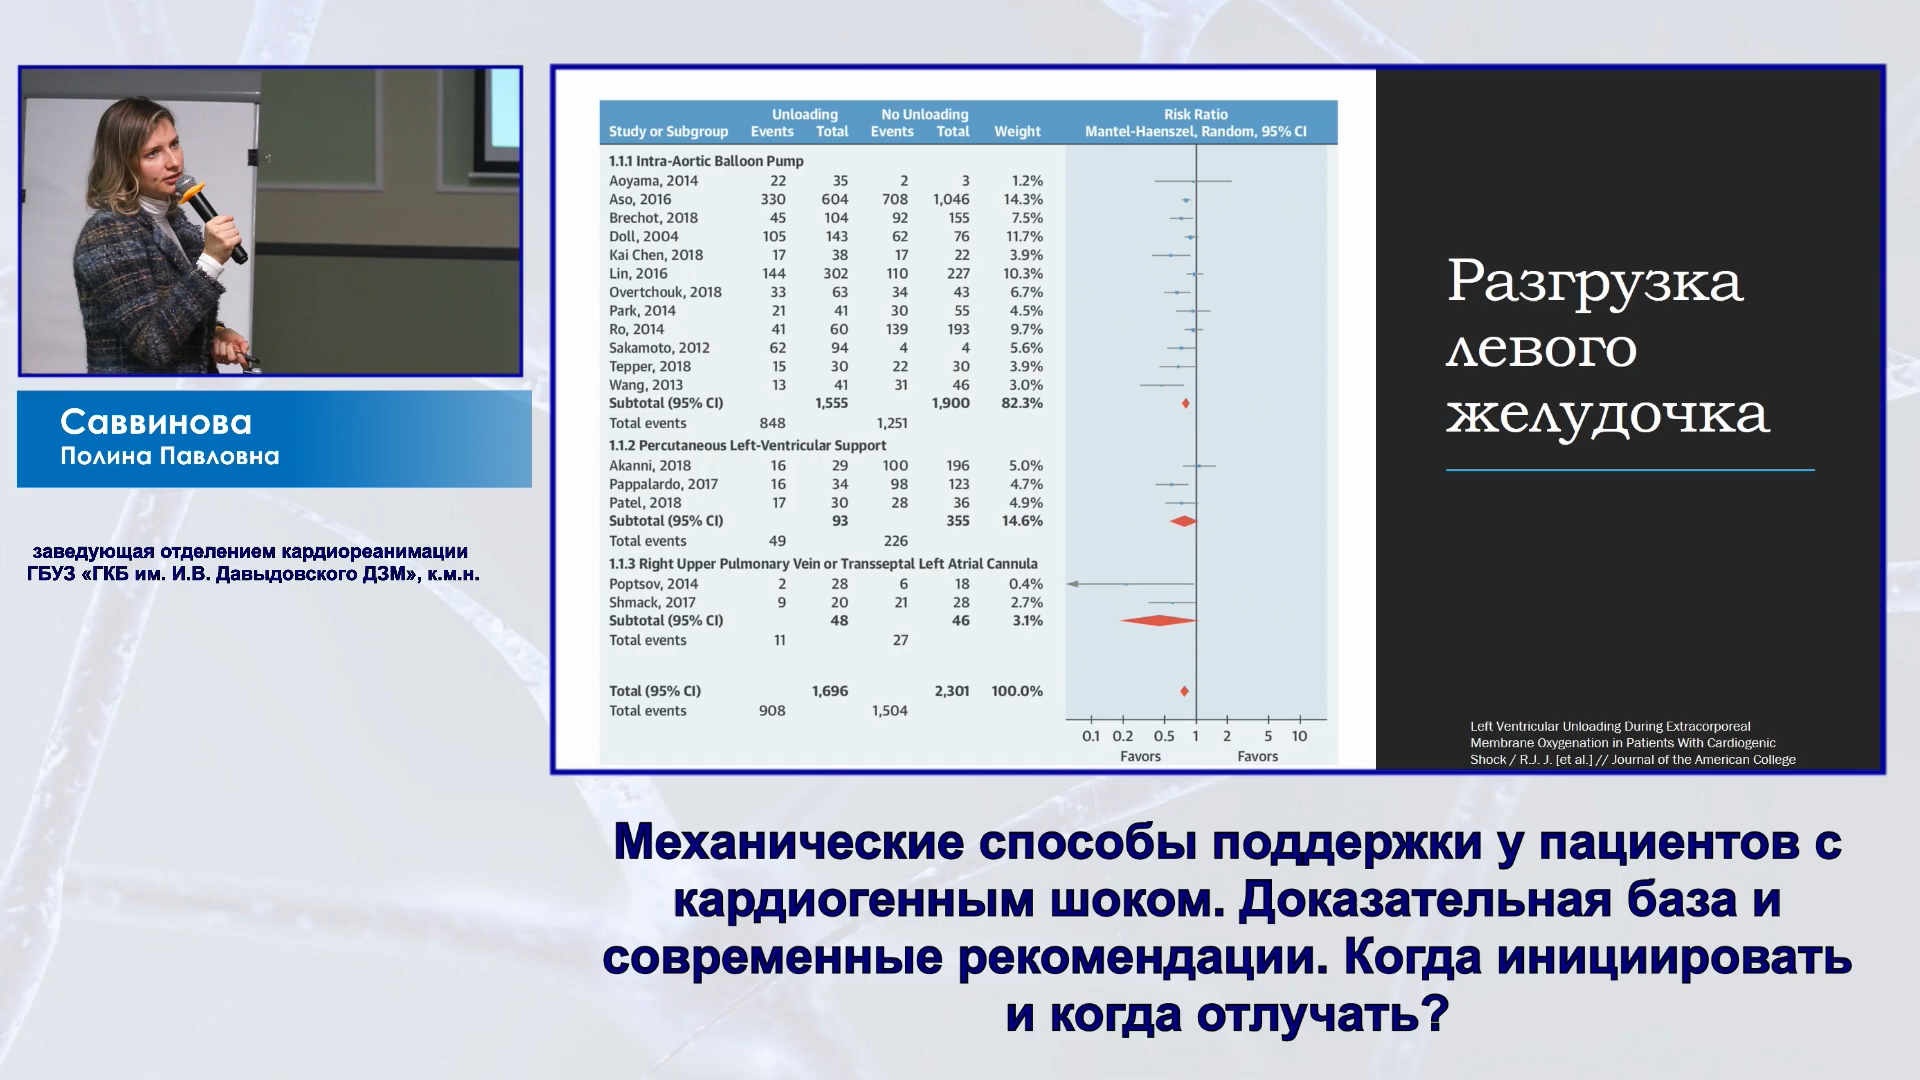 Саввинова
Полина Павловна
заведующая отделением кардиореанимации
ГБУЗ «ГКБ им. И.В. Давыдовского ДЗМ», к.м.н.
Unloading No Unloading Risk Ratio
Study or Subgroup Events Total Events Total Weight Mantel-Haenszel, Random, 95% CI
1.1.1 Intra-Aortic Balloon Pump
Aoyama, 2014 22 35 2 3 1.2%
Aso, 2016 330 604 708 1,046 14.3%
Brechot, 2018 45 104 92 155 7.5%
Doll, 2004 105 143 62 76 11.7%
Kai Chen, 2018 17 38 17 22 3.9%
Lin, 2016 144 302 110 227 10.3%
Overtchouk, 2018 33 63 34 43 6.7%
Park, 2014 21 41 30 55 4.5%
Ro, 2014 41 60 139 193 9.7%
Sakamoto, 2012 62 94 4 4 5.6%
Tepper, 2018 15 30 22 30 3.9%
Wang, 2013 13 41 31 46 3.0%
Subtotal (95% CI) 1,555 1,900 82.3%
Total events 848 1,251
1.1.2 Percutaneous Left-Ventricular Support
Akanni, 2018 16 29 100 196 5.0%
Pappalardo, 2017 16 34 98 123 4.7%
Patel, 2018 17 30 28 36 4.9%
Subtotal (95% CI) 93 355 14.6%
Total events 49 226
1.1.3 Right Upper Pulmonary Vein or Transseptal Left Atrial Cannula
Poptsov, 2014 2 28 6 18 0.4%
Shmack, 2017 9 20 21 28 2.7%
Subtotal (95% CI) 48 46 3.1%
Total events 11 27
Total (95% CI) 1,696 2,301 100.0%
Total events 908 1,504
0.1 0.2 0.5 1 2 5 10
Favors Favors
Разгрузка
левого
желудочка
Left Ventricular Unloading During Extracorporeal
Membrane Oxygenation in Patients With Cardiogenic
Shock / R.J. J. [et al.] // Journal of the American College
Механические способы поддержки у пациентов с
кардиогенным шоком. Доказательная база и
современные рекомендации. Когда инициировать
и когда отлучать?